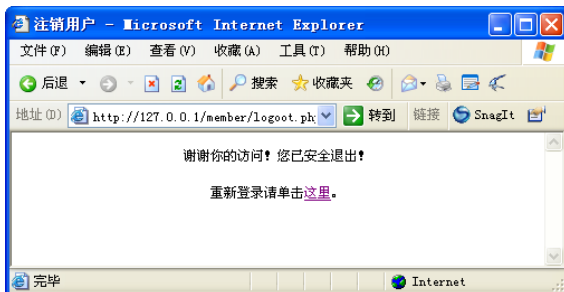 注销用户 - Microsoft Internet Explorer
文件(F) 编辑(E) 查看(V) 收藏(A) 工具(T) 帮助(H)
后退 搜索 收藏夹
地址(D) http://127.0.0.1/member/logoot.ph 转到 链接 SnagIt
谢谢你的访问！您已安全退出！
重新登录请单击这里。
完毕 Internet